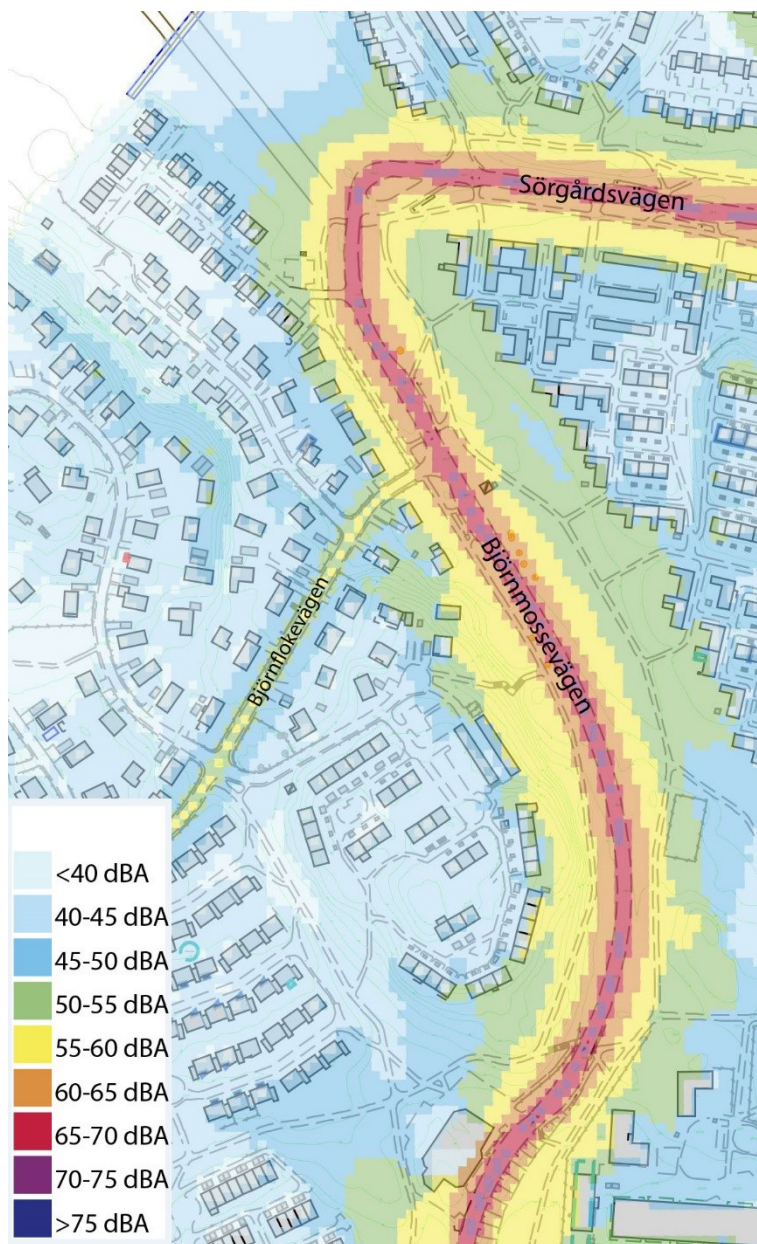 Sörgårdsvägen
Björnmossevägen
Björnflokevägen
<40 dBA
40-45 dBA
45-50 dBA
50-55 dBA
55-60 dBA
60-65 dBA
65-70 dBA
70-75 dBA
>75 dBA